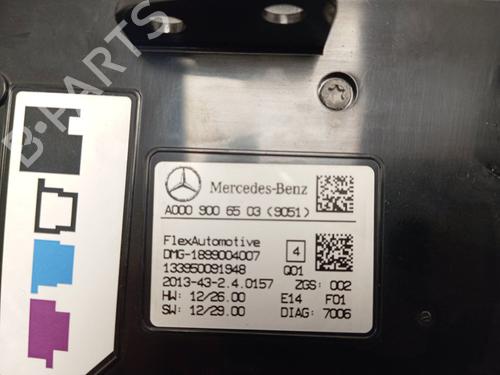 B-PARTS
Mercedes-Benz
A000 900 65 03 (9051)
FlexAutomotive 4
DMG-1899004007
133950091948 Q01
2013-43-2.4.0157 ZGS: 002
HW: 12/26.00 E14 F01
SW: 12/29.00 DIAG: 7006